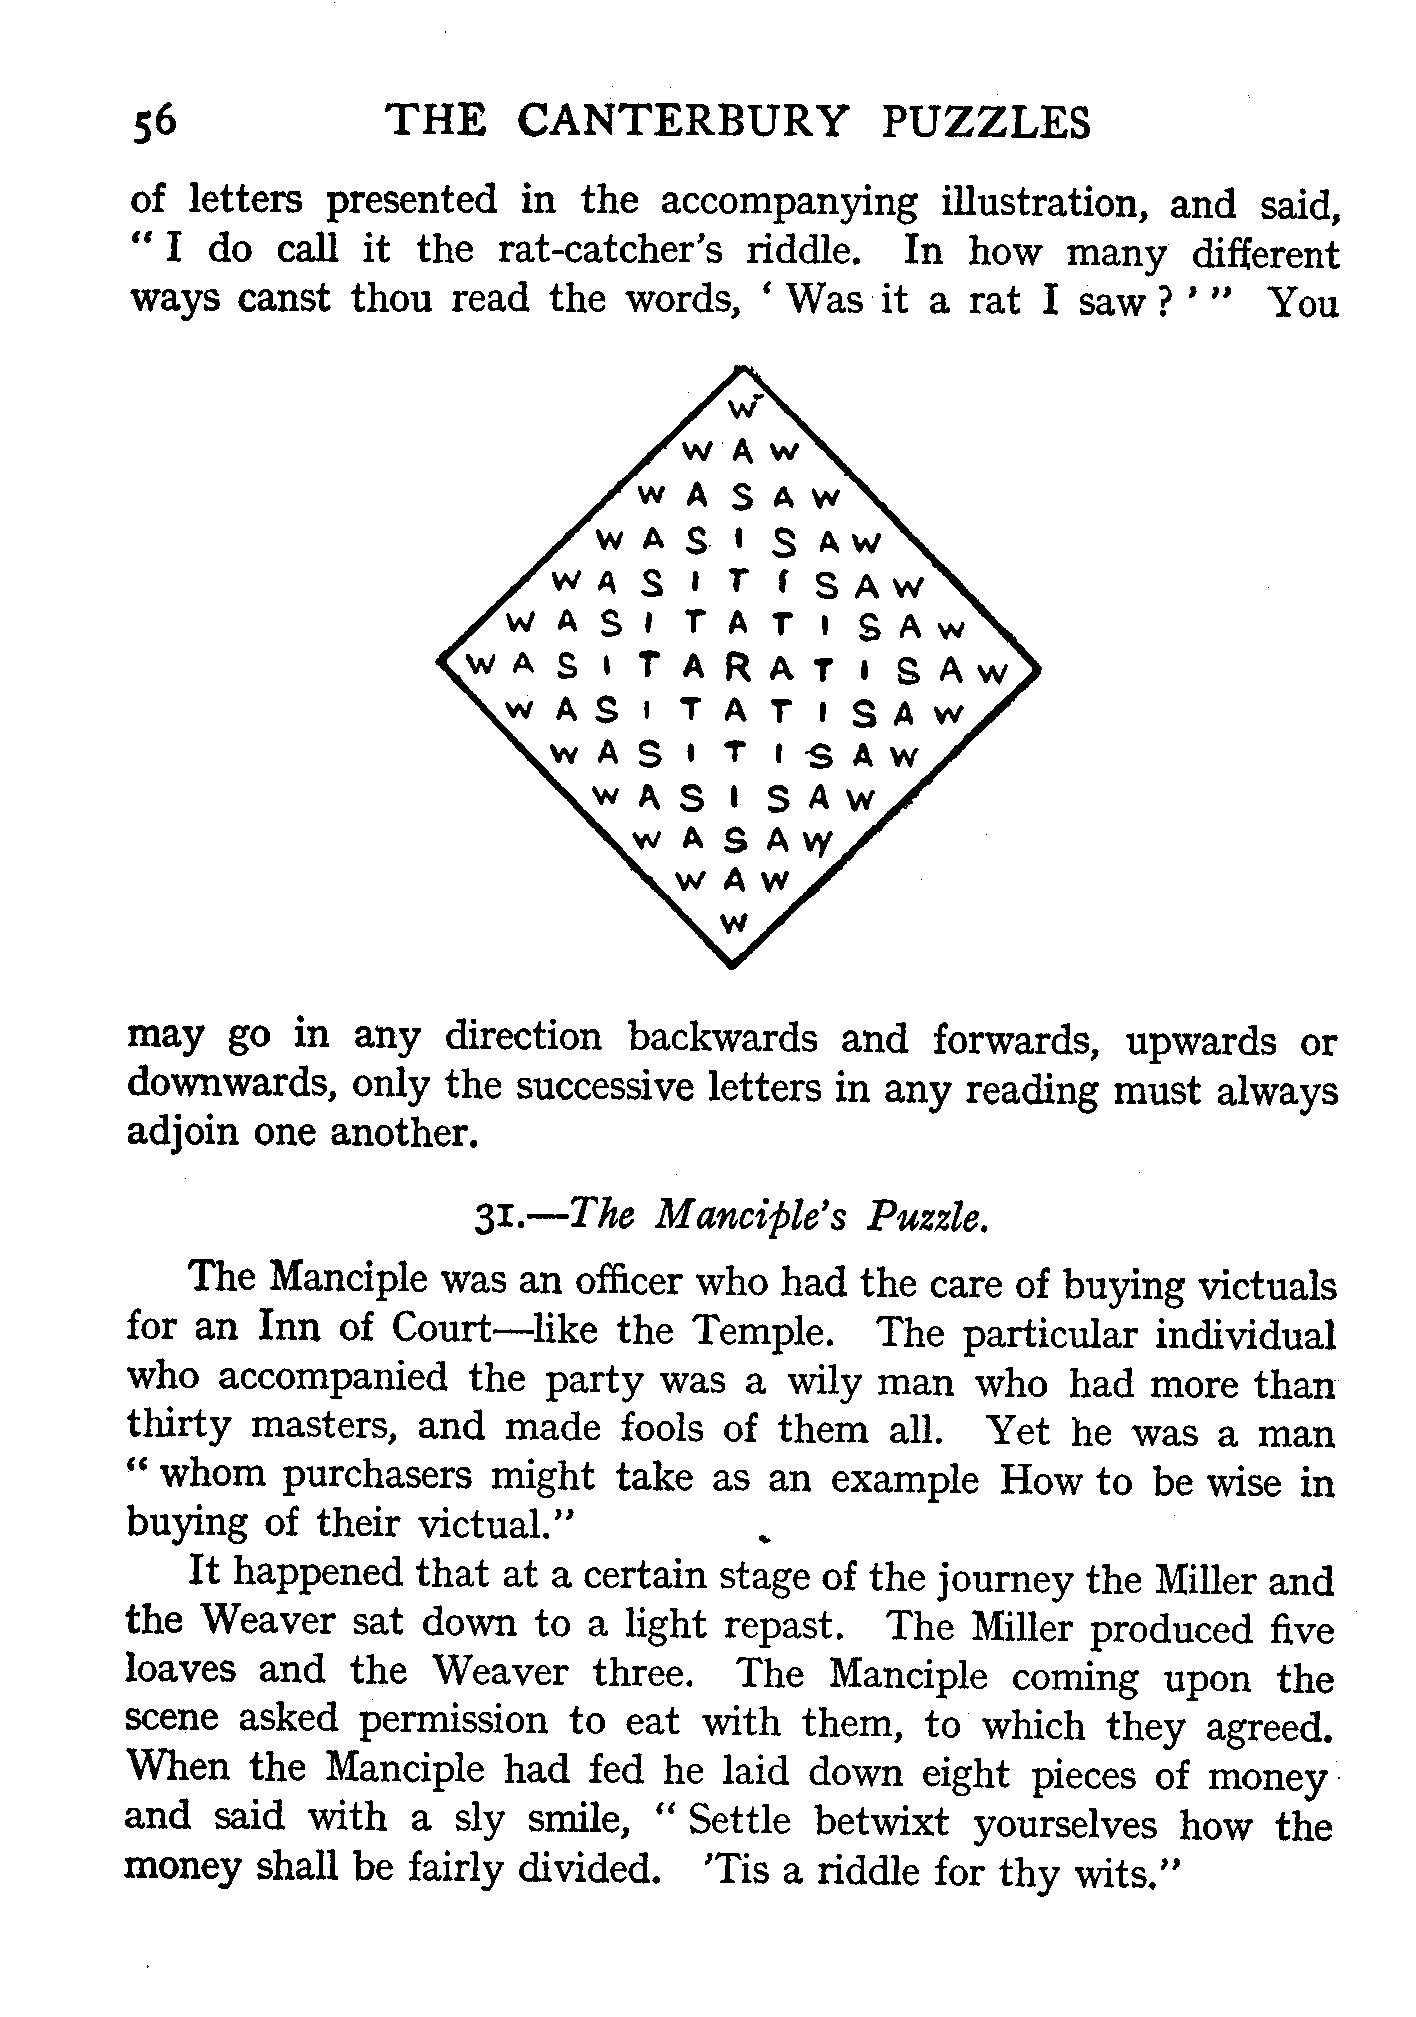 56 THE CANTERBURY PUZZLES
of letters presented in the accompanying illustration, and said,
“ I do call it the rat-catcher’s riddle. In how many different
ways canst thou read the words, ‘ Was it a rat I saw ? ’ ” You
W
W A W
W A S A W
W A S I S A W
W A S I T I S A W
W A S I T A T I S A W
W A S I T A R A T I S A W
W A S I T A T I S A W
W A S I T I S A W
W A S I S A W
W A S A W
W A W
W
may go in any direction backwards and forwards, upwards or
downwards, only the successive letters in any reading must always
adjoin one another.
31.—The Manciple’s Puzzle.
The Manciple was an officer who had the care of buying victuals
for an Inn of Court—like the Temple. The particular individual
who accompanied the party was a wily man who had more than
thirty masters, and made fools of them all. Yet he was a man
“ whom purchasers might take as an example How to be wise in
buying of their victual.”
It happened that at a certain stage of the journey the Miller and
the Weaver sat down to a light repast. The Miller produced five
loaves and the Weaver three. The Manciple coming upon the
scene asked permission to eat with them, to which they agreed.
When the Manciple had fed he laid down eight pieces of money
and said with a sly smile, “ Settle betwixt yourselves how the
money shall be fairly divided. ’Tis a riddle for thy wits.”